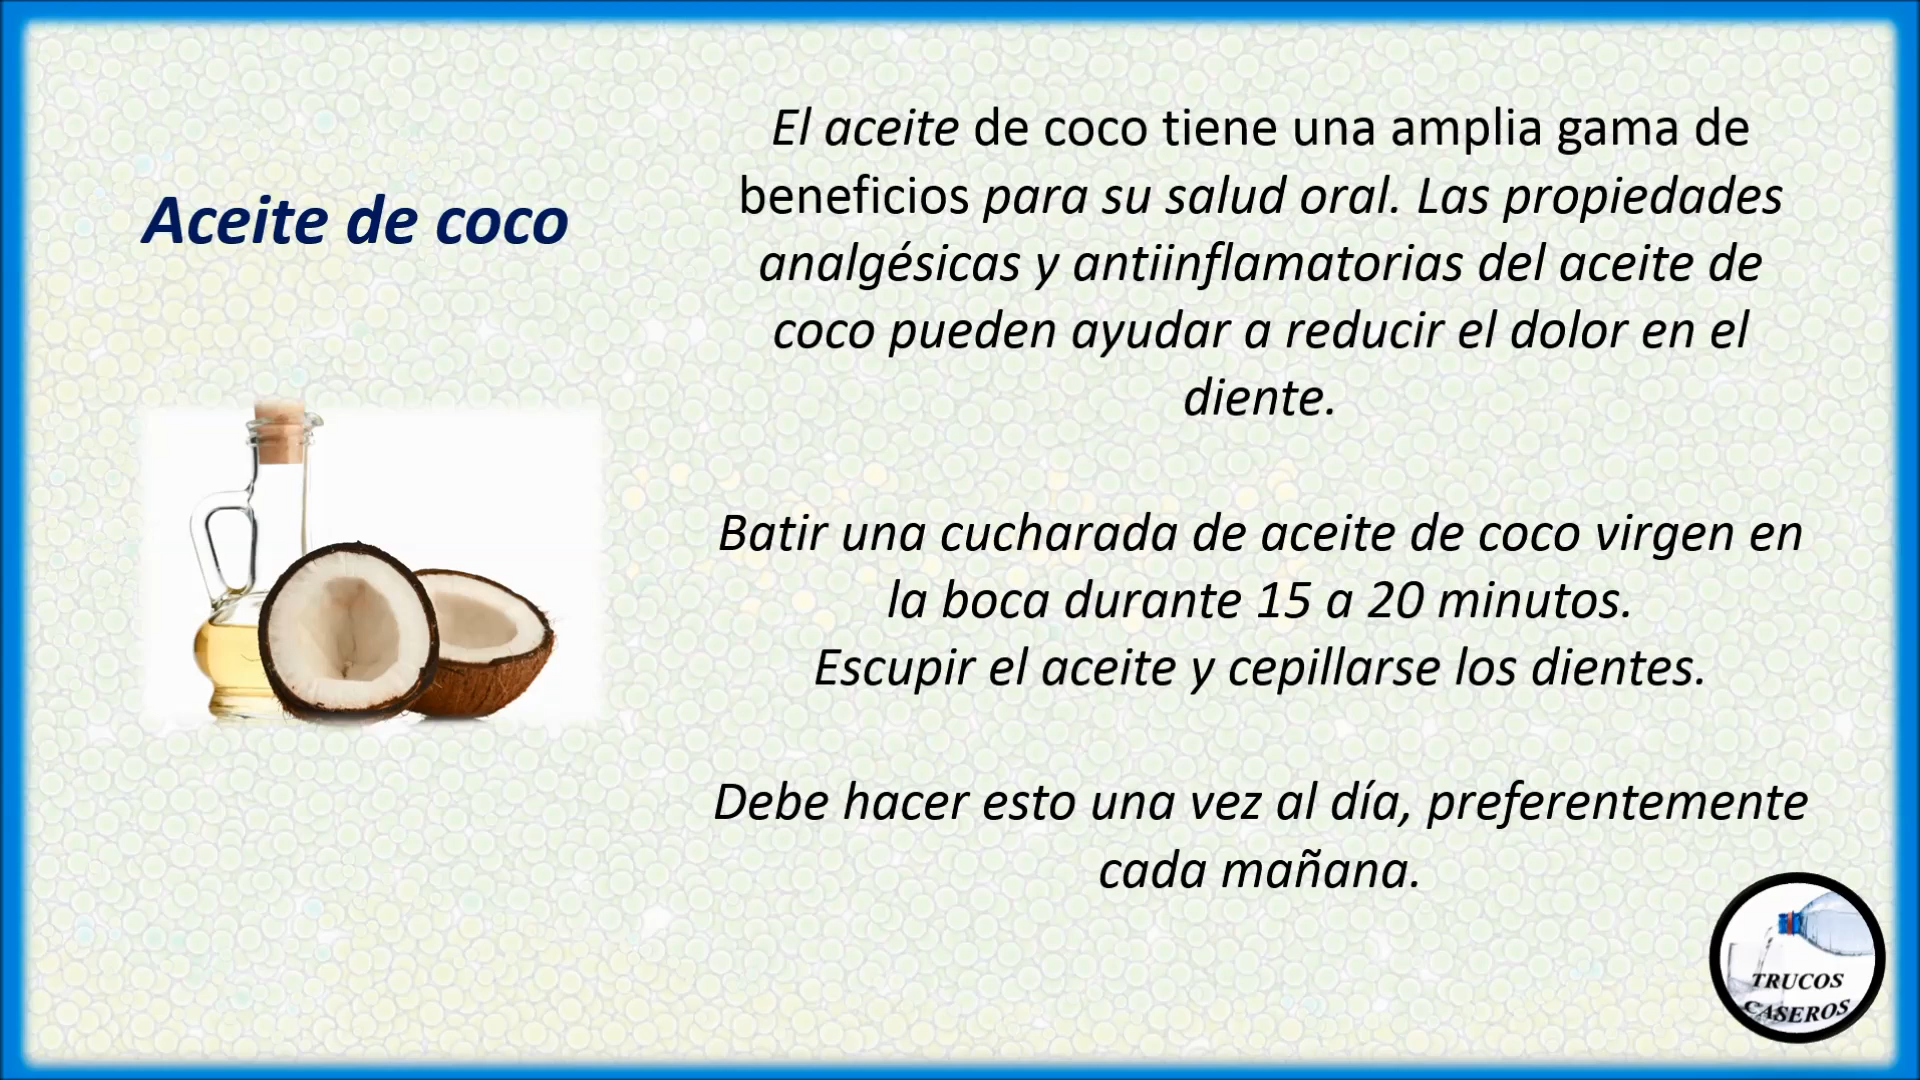 Aceite de coco
El aceite de coco tiene una amplia gama de
beneficios para su salud oral. Las propiedades
analgésicas y antiinflamatorias del aceite de
coco pueden ayudar a reducir el dolor en el
diente.
Batir una cucharada de aceite de coco virgen en
la boca durante 15 a 20 minutos.
Escupir el aceite y cepillarse los dientes.
Debe hacer esto una vez al día, preferentemente
cada mañana.
TRUCOS
CASEROS